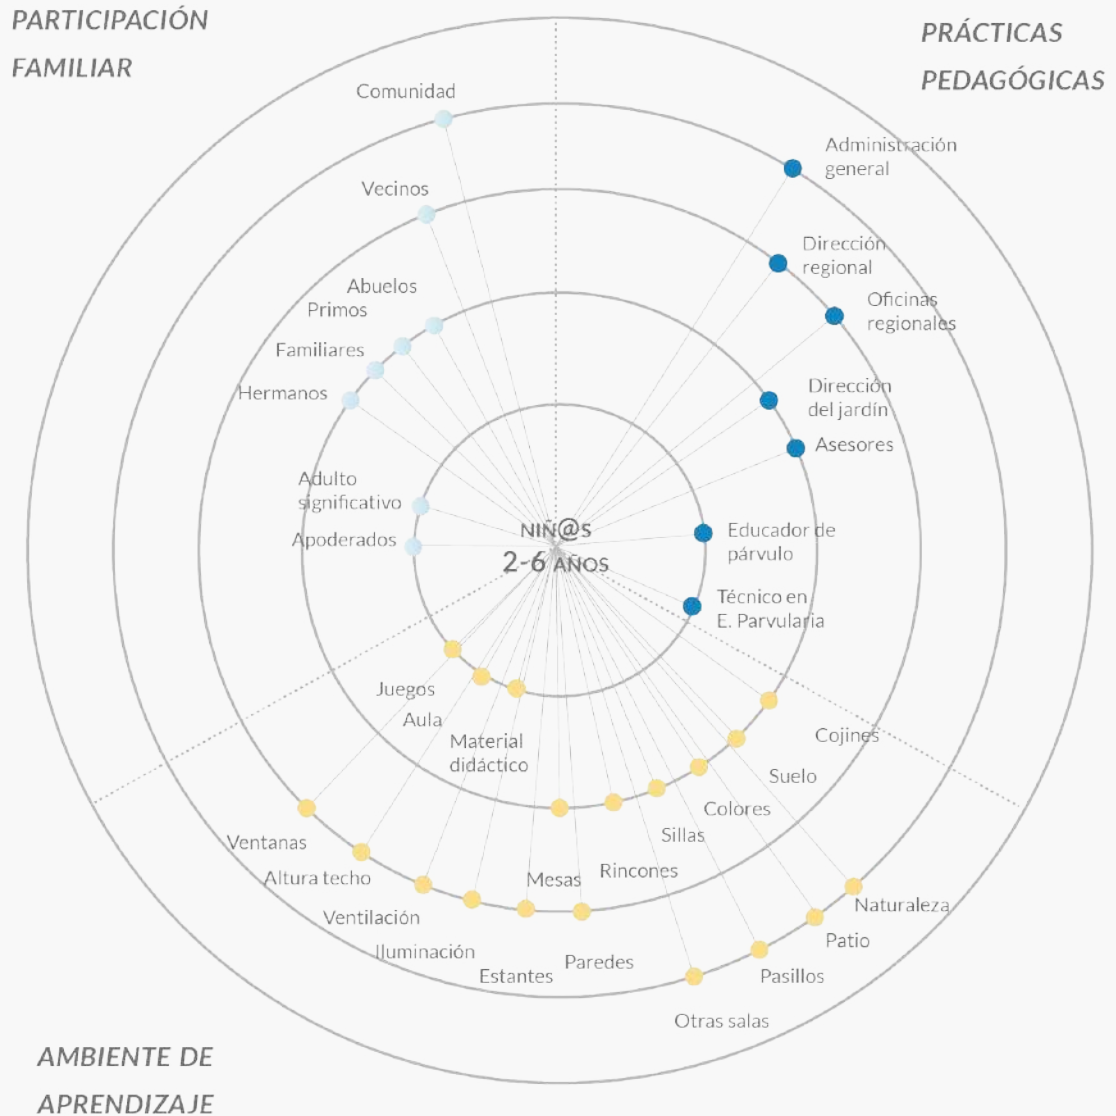 PARTICIPACIÓN
FAMILIAR
PRÁCTICAS
PEDAGÓGICAS
Comunidad
Vecinos
Abuelos
Primos
Familiares
Hermanos
Adulto
significativo
Apoderados
Administración
general
Dirección
regional
Oficinas
regionales
Dirección
del jardín
Asesores
Educador de
párvulo
Técnico en
E. Parvularia
NIÑ@S
2-6 AÑOS
Juegos
Aula
Material
didáctico
Cojines
Suelo
Colores
Sillas
Rincones
Mesas
Ventanas
Altura techo
Ventilación
Iluminación
Estantes
Paredes
Naturaleza
Patio
Pasillos
Otras salas
AMBIENTE DE
APRENDIZAJE